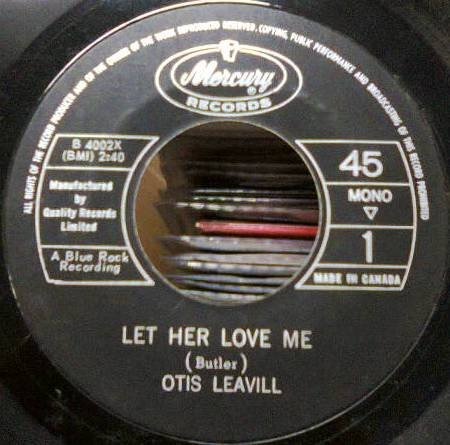 ALL RIGHTS OF THE RECORD PRODUCER AND OF THE OWNER OF THE WORK REPRODUCED RESERVED. COPYING, PUBLIC PERFORMANCE AND BROADCASTING OF THIS RECORD PROHIBITED
Mercury
®
RECORDS
B 4002X
(BMI) 2:40
Manufactured
by
Quality Records
Limited
A Blue Rock
Recording
45
MONO
1
MADE IN CANADA
LET HER LOVE ME
(Butler)
OTIS LEAVILL